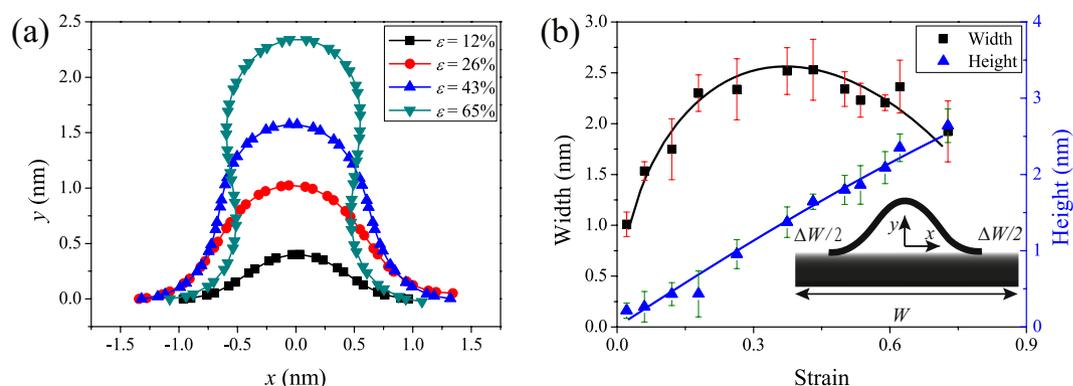 (a)
2.5
2.0
1.5
1.0
0.5
0.0
y (nm)
-1.5 -1.0 -0.5 0.0 0.5 1.0 1.5
x (nm)
ε = 12%
ε = 26%
ε = 43%
ε = 65%
(b)
3.0
2.5
2.0
1.5
1.0
0.5
0.0
Width (nm)
0.0 0.3 0.6 0.9
Strain
Width
Height
4
3
2
1
0
Height (nm)
ΔW/2 y x ΔW/2
W